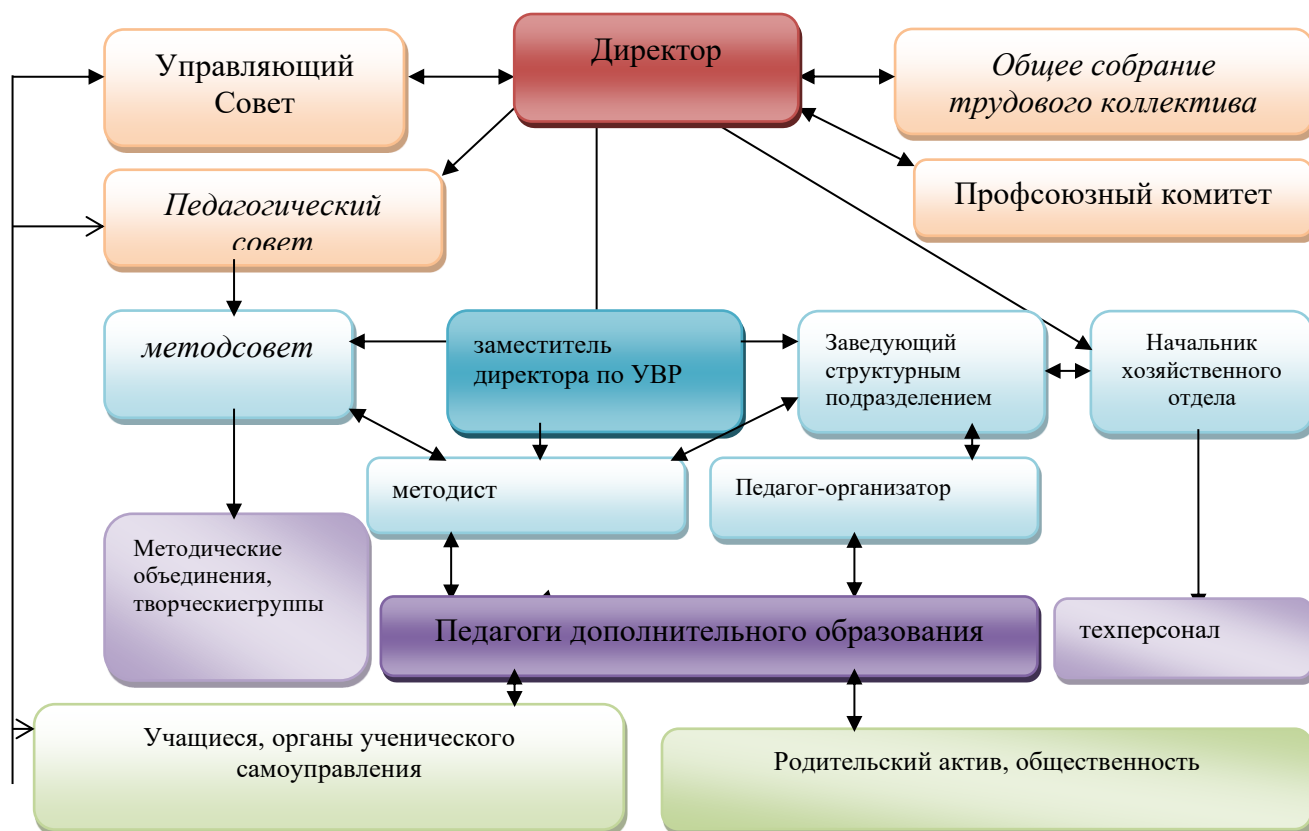 Управляющий
Совет
Директор
Общее собрание
трудового коллектива
Педагогический
совет
Профсоюзный комитет
методсовет
заместитель
директора по УВР
Заведующий
структурным
подразделением
Начальник
хозяйственного
отдела
методист
Педагог-организатор
Методические
объединения,
творческиегруппы
Педагоги дополнительного образования
техперсонал
Учащиеся, органы ученического
самоуправления
Родительский актив, общественность